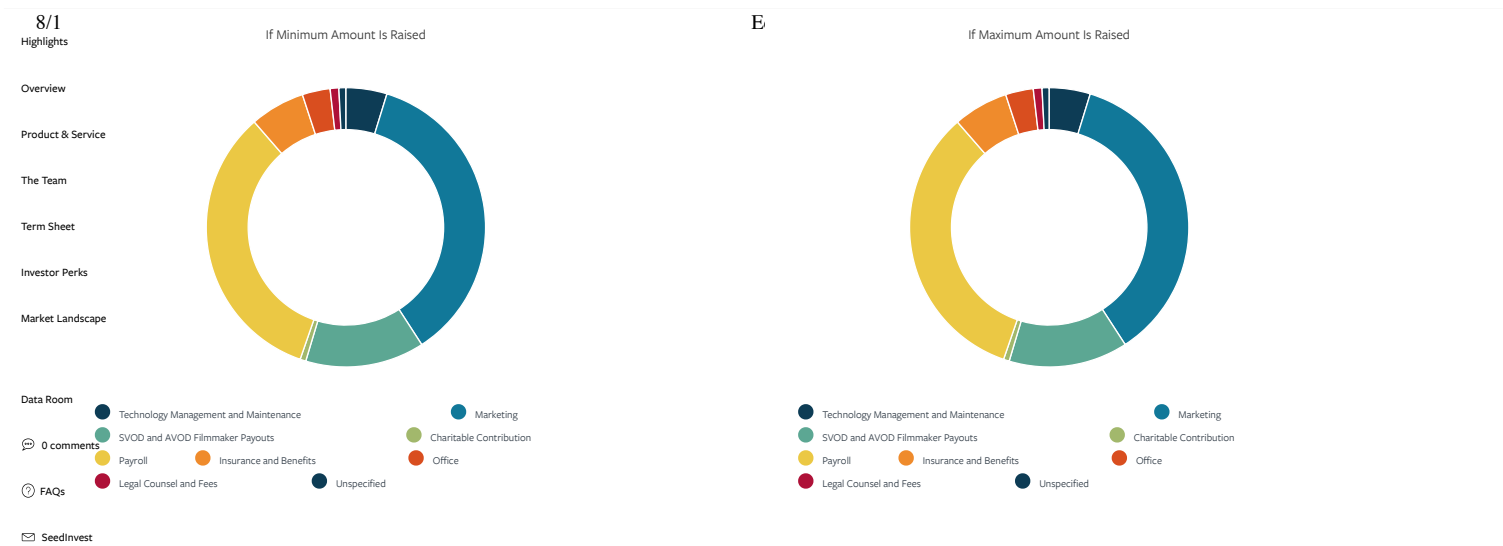 8/1
Highlights
Overview
Product & Service
The Team
Term Sheet
Investor Perks
Market Landscape
Data Room
0 comments
FAQs
SeedInvest
If Minimum Amount Is Raised
Technology Management and Maintenance
Marketing
SVOD and AVOD Filmmaker Payouts
Charitable Contribution
Payroll
Insurance and Benefits
Office
Legal Counsel and Fees
Unspecified
If Maximum Amount Is Raised
Technology Management and Maintenance
Marketing
SVOD and AVOD Filmmaker Payouts
Charitable Contribution
Payroll
Insurance and Benefits
Office
Legal Counsel and Fees
Unspecified